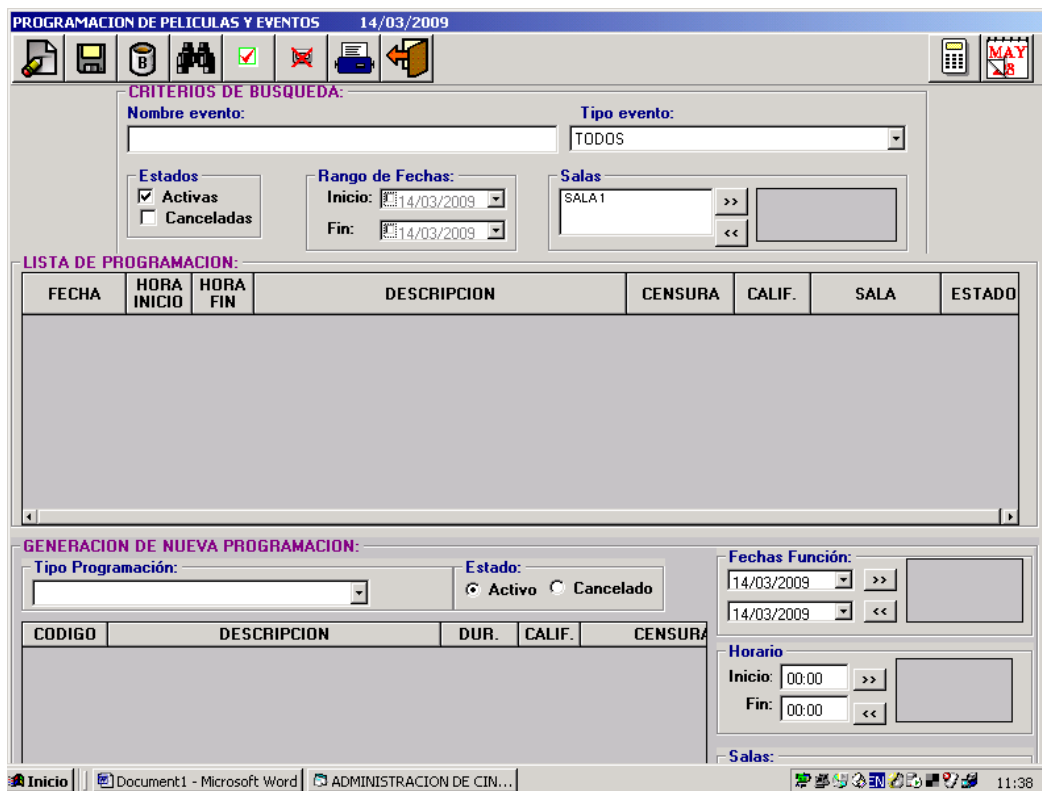 PROGRAMACION DE PELICULAS Y EVENTOS 14/03/2009
B
MAY
28
CRITERIOS DE BUSQUEDA:
Nombre evento: Tipo evento:
TODOS
Estados Rango de Fechas: Salas
Activas Inicio: 14/03/2009 SALA1 >>
Canceladas Fin: 14/03/2009 <<
LISTA DE PROGRAMACION:
FECHA HORA INICIO HORA FIN DESCRIPCION CENSURA CALIF. SALA ESTADO
GENERACION DE NUEVA PROGRAMACION:
Tipo Programación: Estado: Fechas Función:
Activo Cancelado 14/03/2009 >>
14/03/2009 <<
CODIGO DESCRIPCION DUR. CALIF. CENSURA
Horario
Inicio: 00:00 >>
Fin: 00:00 <<
Salas:
Inicio Document1 - Microsoft Word ADMINISTRACION DE CIN... EN 11:38